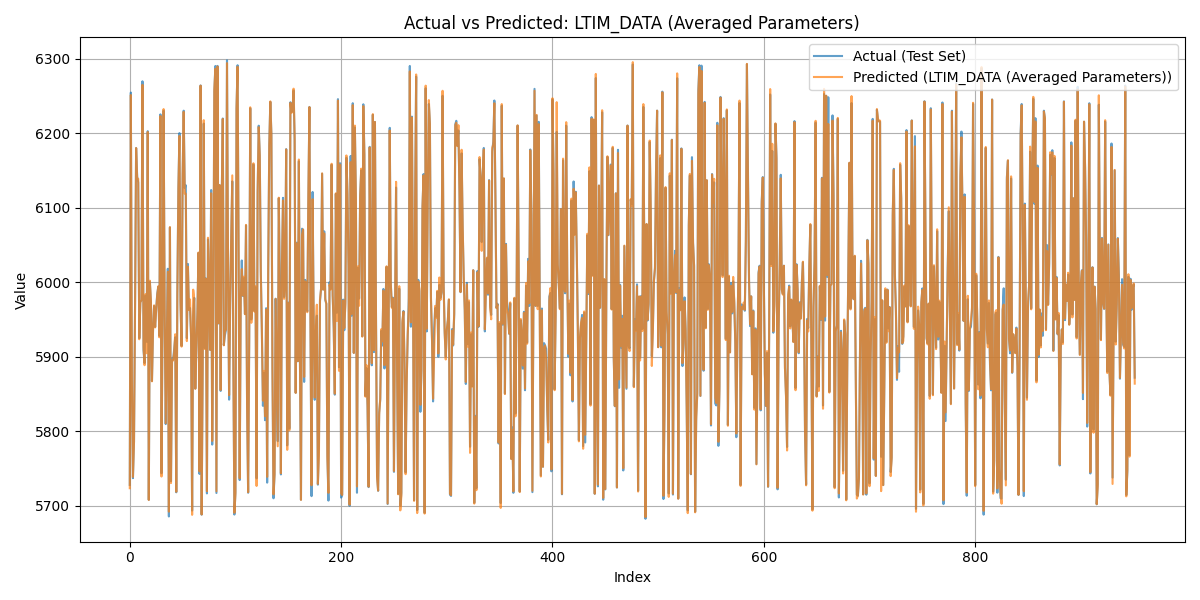 Actual vs Predicted: LTIM_DATA (Averaged Parameters)
Actual (Test Set)
Predicted (LTIM_DATA (Averaged Parameters))
Value
6300
6200
6100
6000
5900
5800
5700
0
200
400
600
800
Index